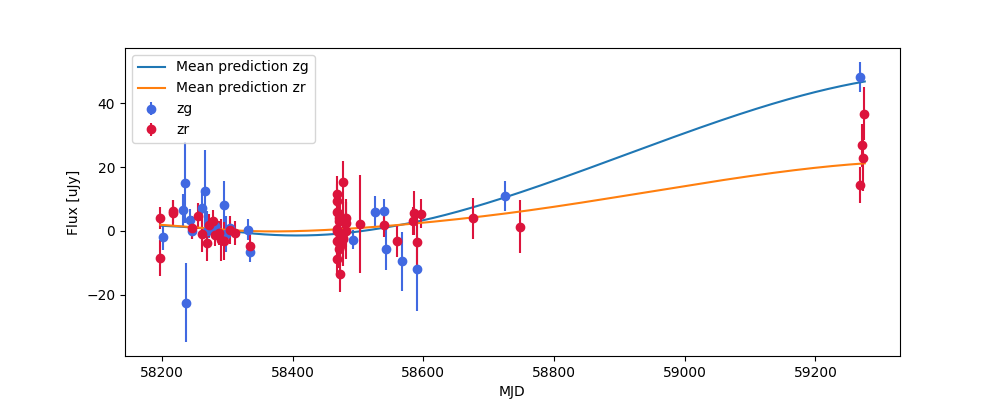 Mean prediction zg
Mean prediction zr
zg
zr
Flux [uJy]
40
20
0
−20
58200
58400
58600
58800
59000
59200
MJD